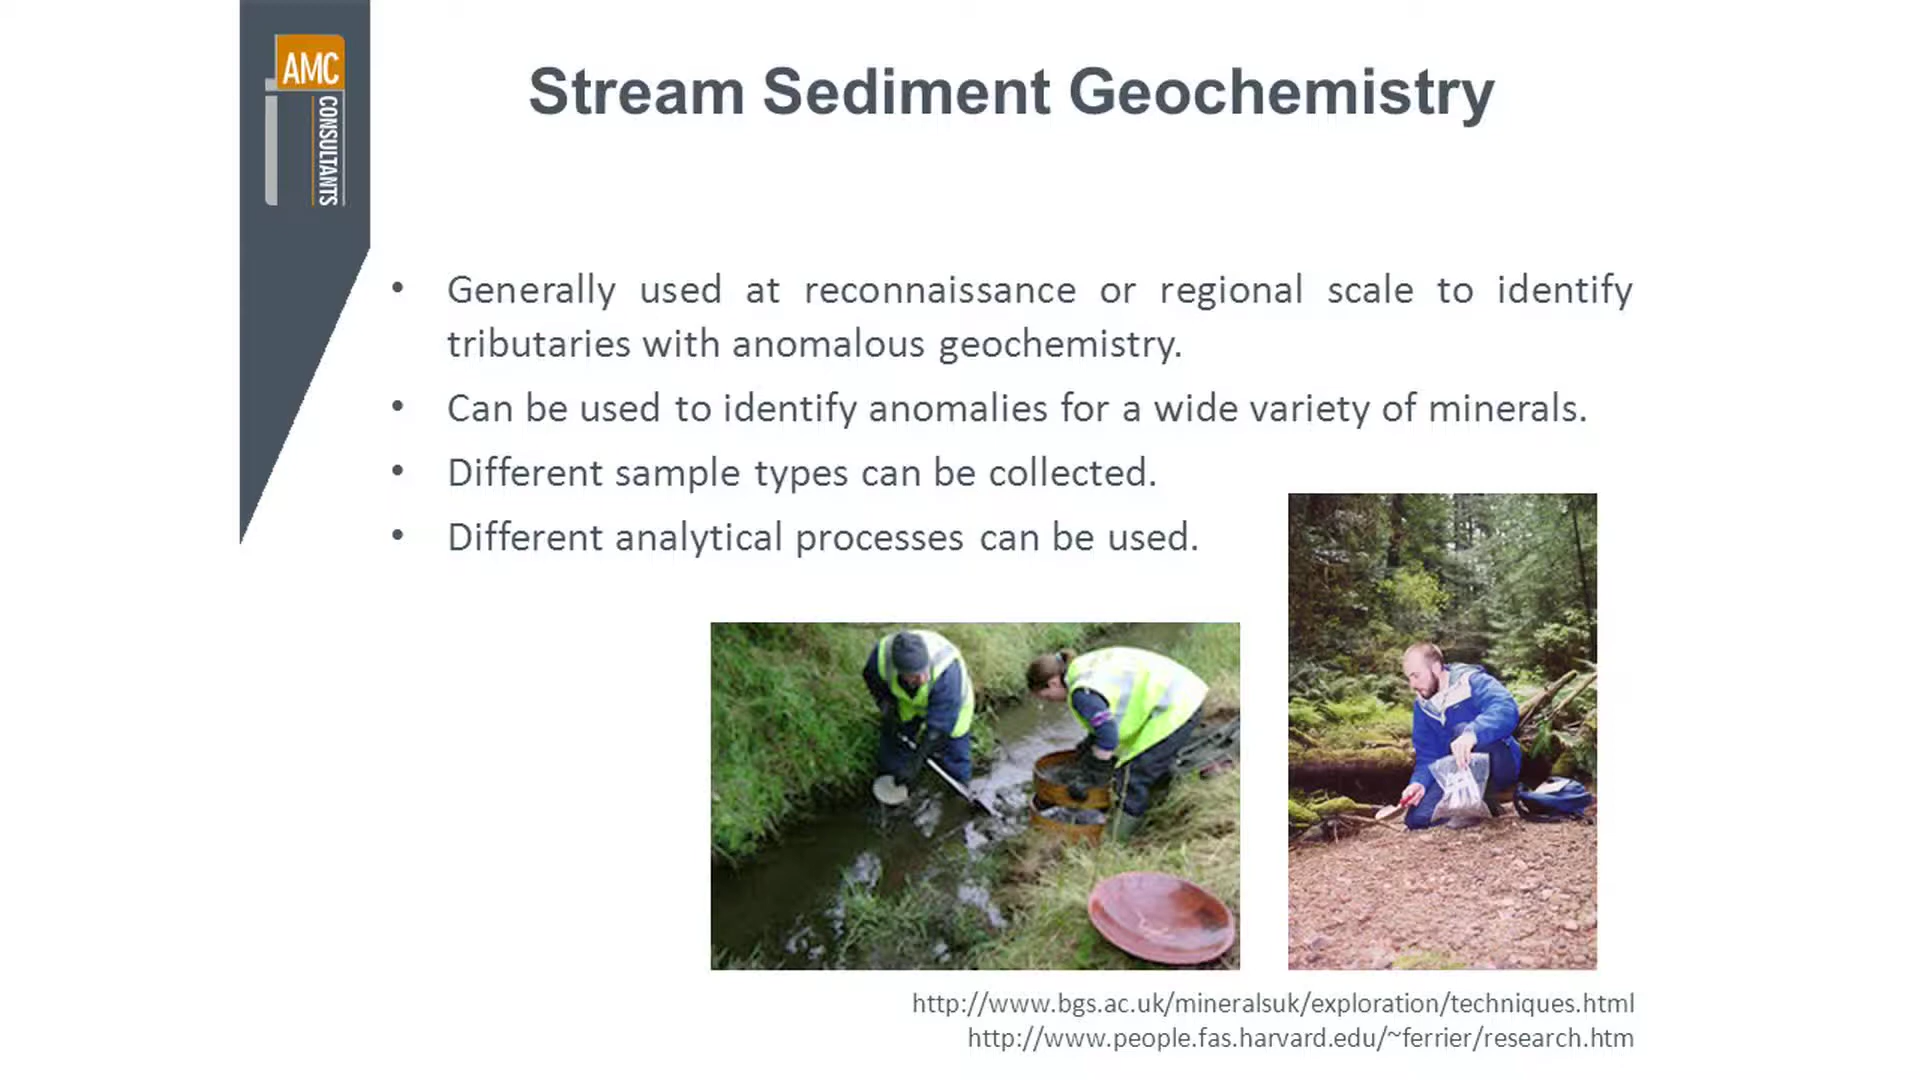 AMC
CONSULTANTS
Stream Sediment Geochemistry
• Generally used at reconnaissance or regional scale to identify
tributaries with anomalous geochemistry.
• Can be used to identify anomalies for a wide variety of minerals.
• Different sample types can be collected.
• Different analytical processes can be used.
http://www.bgs.ac.uk/mineralsuk/exploration/techniques.html
http://www.people.fas.harvard.edu/~ferrier/research.htm